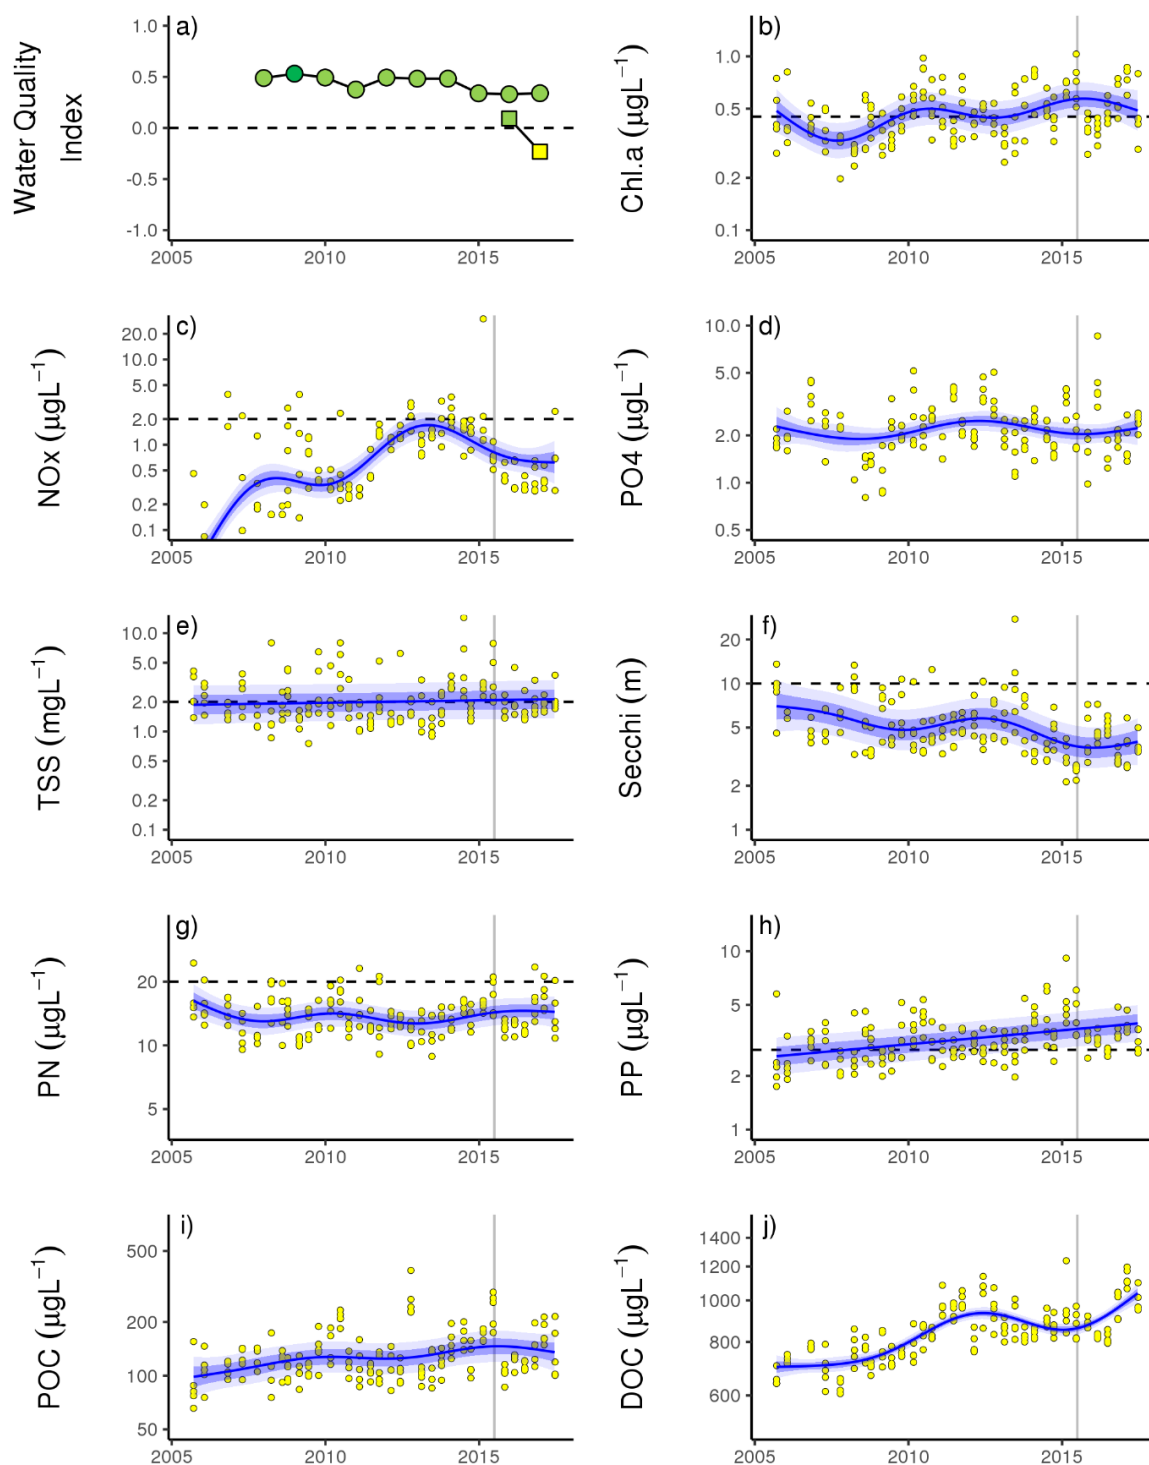 a)
Water Quality
Index
1.0
0.5
0.0
-0.5
-1.0
2005 2010 2015
b)
Chl.a (µgL⁻¹)
1.0
0.5
0.2
0.1
2005 2010 2015
c)
NOx (µgL⁻¹)
20.0
10.0
5.0
2.0
1.0
0.5
0.2
0.1
2005 2010 2015
d)
PO4 (µgL⁻¹)
10.0
5.0
2.0
1.0
0.5
2005 2010 2015
e)
TSS (mgL⁻¹)
10.0
5.0
2.0
1.0
0.5
0.2
0.1
2005 2010 2015
f)
Secchi (m)
20
10
5
2
1
2005 2010 2015
g)
PN (µgL⁻¹)
20
10
5
2005 2010 2015
h)
PP (µgL⁻¹)
10
5
2
1
2005 2010 2015
i)
POC (µgL⁻¹)
500
200
100
50
2005 2010 2015
j)
DOC (µgL⁻¹)
1400
1200
1000
800
600
2005 2010 2015